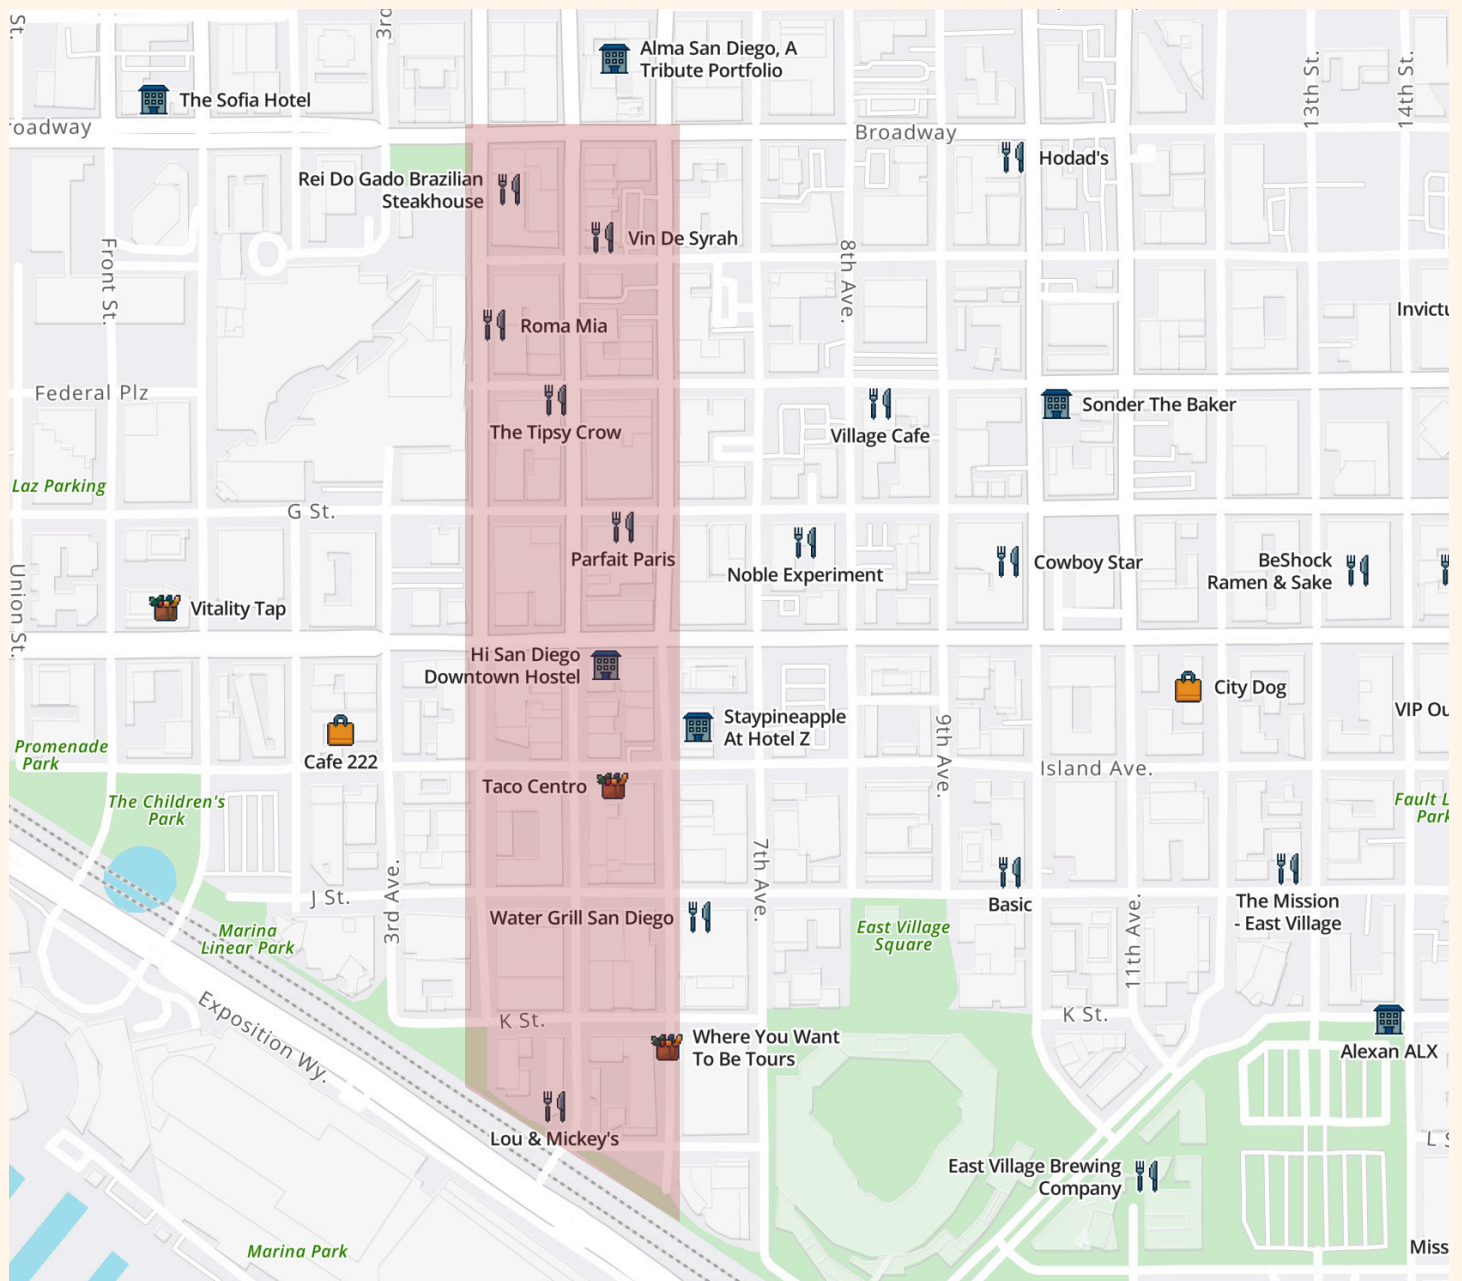 St.
3rd
Alma San Diego, A
Tribute Portfolio
The Sofia Hotel
13th St.
14th St.
roadway
Broadway
Hodad's
Rei Do Gado Brazilian
Steakhouse
Vin De Syrah
Front St.
8th Ave.
Roma Mia
Invictu
Federal Plz
The Tipsy Crow
Village Cafe
Sonder The Baker
Laz Parking
G St.
Parfait Paris
Noble Experiment
Cowboy Star
BeShock
Ramen & Sake
Union St.
Vitality Tap
Hi San Diego
Downtown Hostel
City Dog
Staypineapple
At Hotel Z
VIP Ou
9th Ave.
Promenade
Park
Cafe 222
Island Ave.
Taco Centro
The Children's
Park
Fault L
Park
3rd Ave.
7th Ave.
J St.
Basic
The Mission
- East Village
Water Grill San Diego
East Village
Square
11th Ave.
Marina
Linear Park
K St.
K St.
Exposition Wy.
Where You Want
To Be Tours
Alexan ALX
Lou & Mickey's
L S
East Village Brewing
Company
Marina Park
Miss